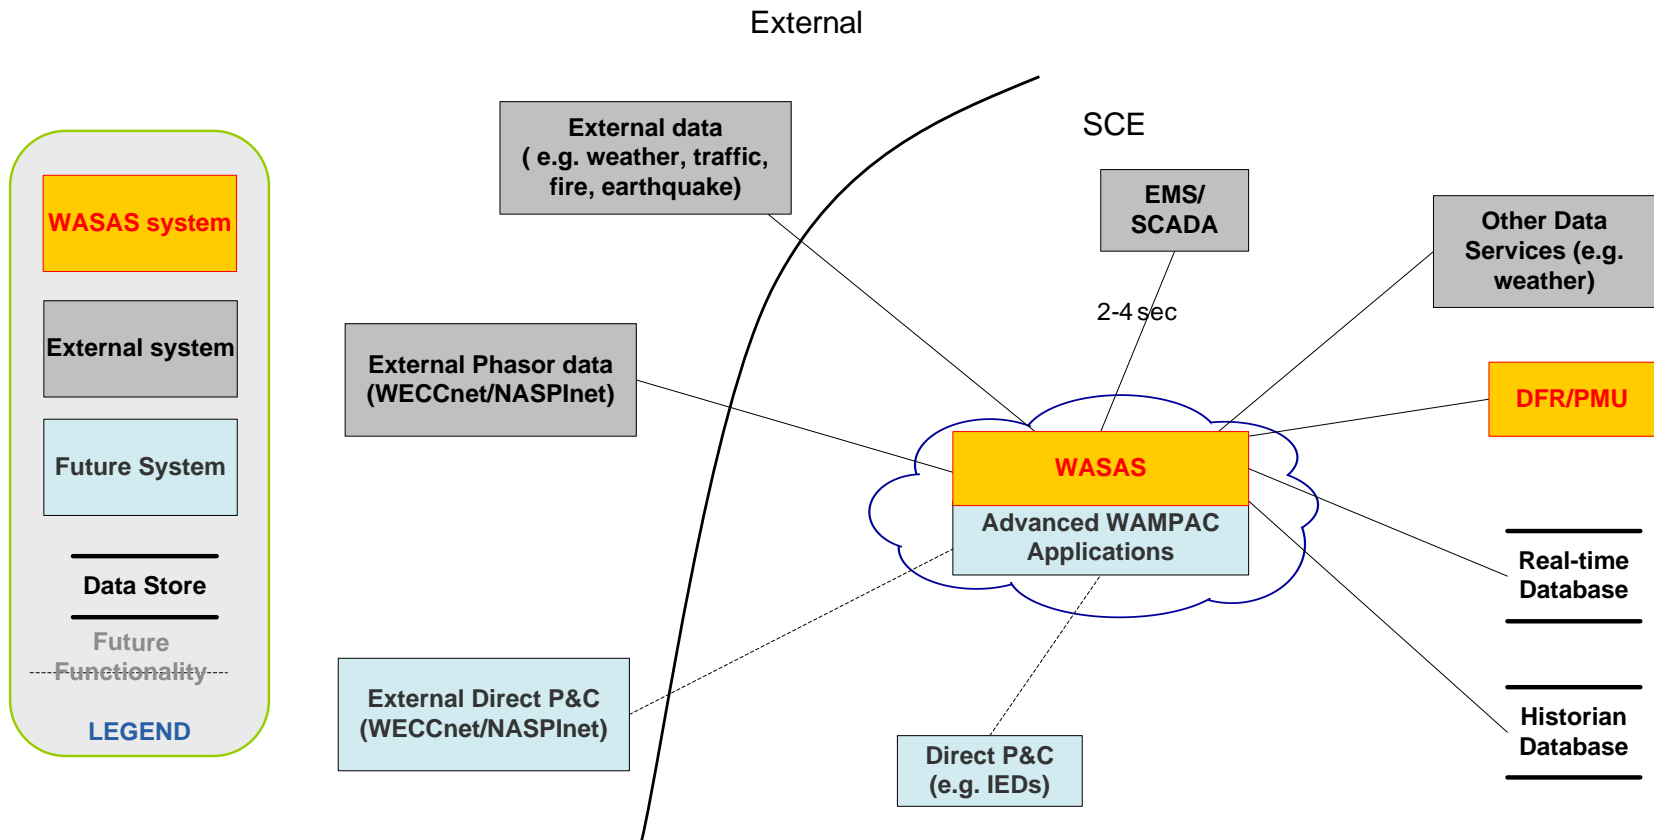 External
SCE
WASAS system
External system
Future System
Data Store
Future
Functionality
LEGEND
External data
( e.g. weather, traffic,
fire, earthquake)
EMS/
SCADA
Other Data
Services (e.g.
weather)
2-4 sec
External Phasor data
(WECCnet/NASPInet)
DFR/PMU
WASAS
Advanced WAMPAC
Applications
Real-time
Database
External Direct P&C
(WECCnet/NASPInet)
Direct P&C
(e.g. IEDs)
Historian
Database